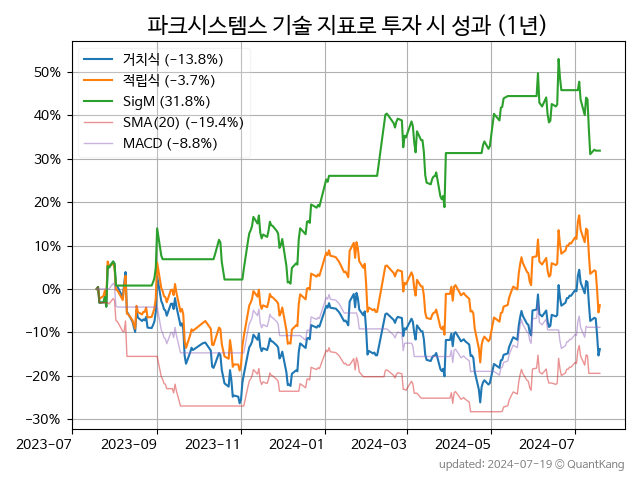 파크시스템스 기술 지표로 투자 시 성과 (1년)
거치식 (-13.8%)
적립식 (-3.7%)
SigM (31.8%)
SMA(20) (-19.4%)
MACD (-8.8%)
50%
40%
30%
20%
10%
0%
-10%
-20%
-30%
2023-07 2023-09 2023-11 2024-01 2024-03 2024-05 2024-07
updated: 2024-07-19 © QuantKang